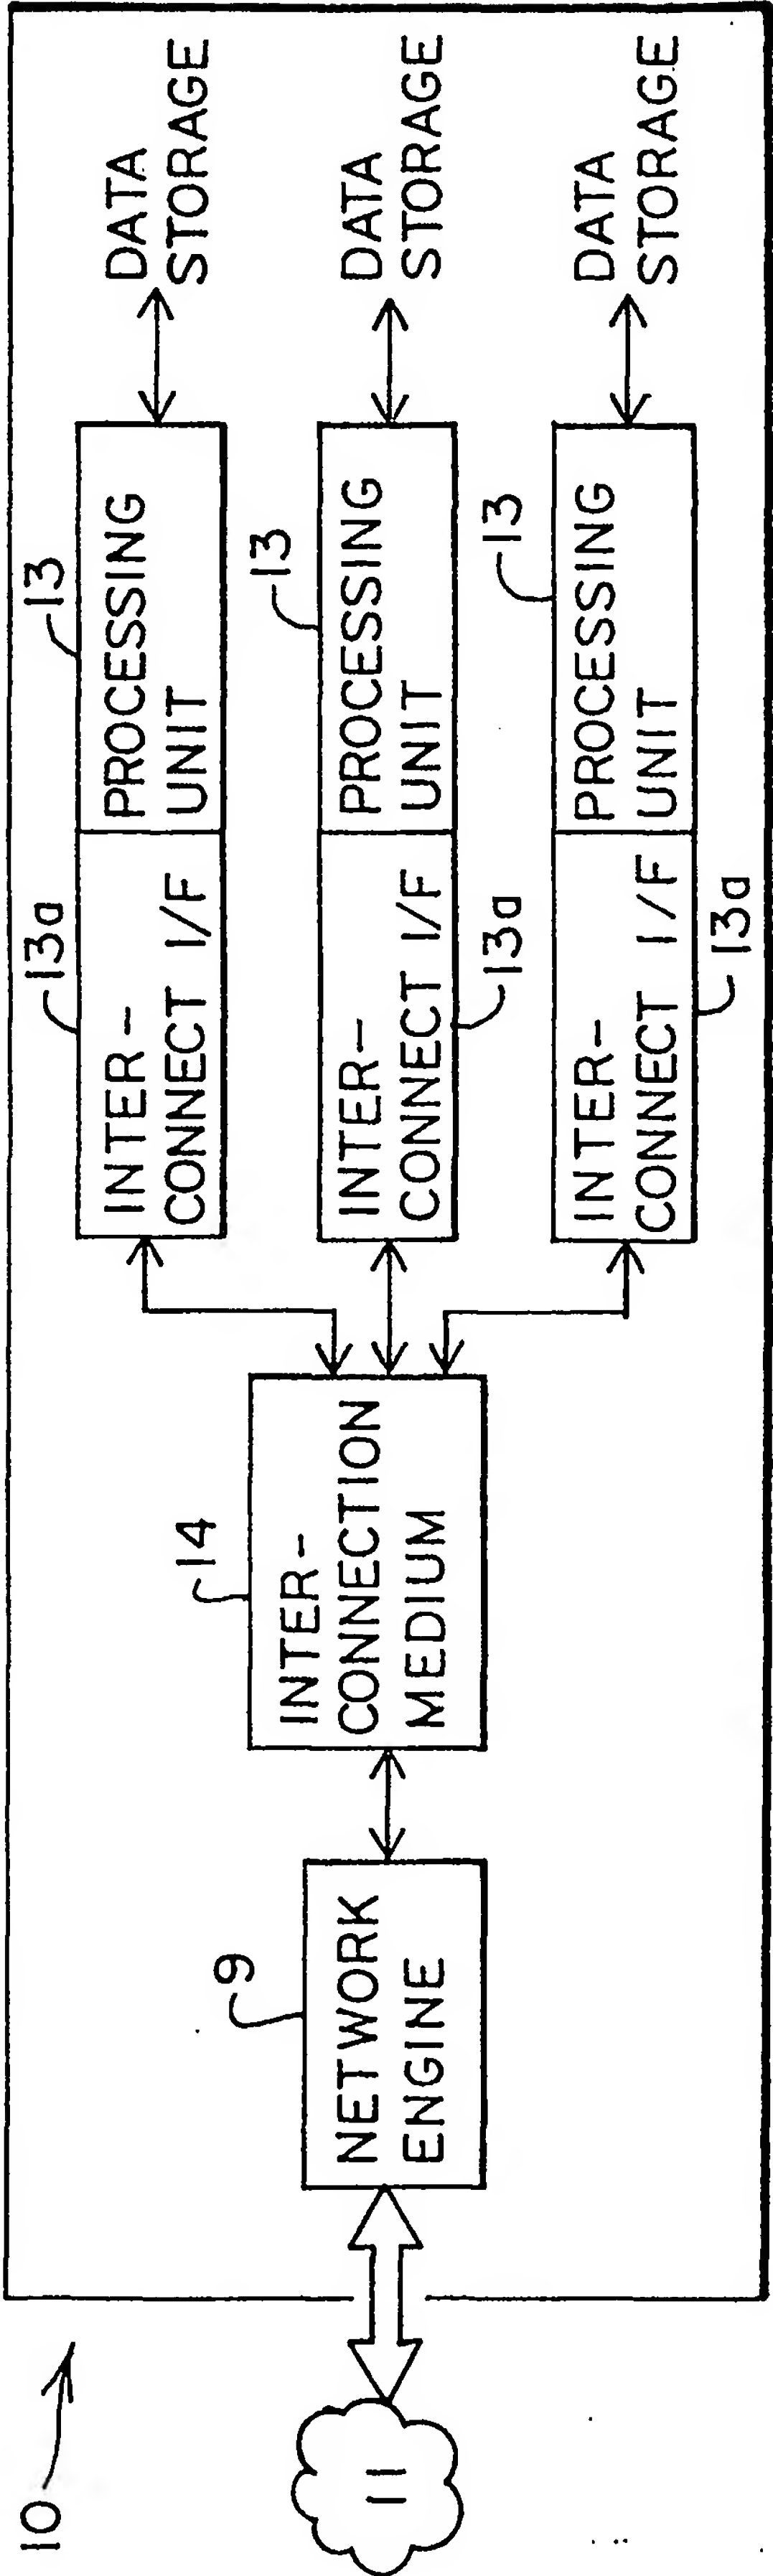 10
11
9
NETWORK
ENGINE
14
INTER-
CONNECTION
MEDIUM
13a
INTER-
CONNECT I/F
13
PROCESSING
UNIT
DATA
STORAGE
INTER-
CONNECT I/F
13a
13
PROCESSING
UNIT
DATA
STORAGE
INTER-
CONNECT I/F
13a
13
PROCESSING
UNIT
DATA
STORAGE